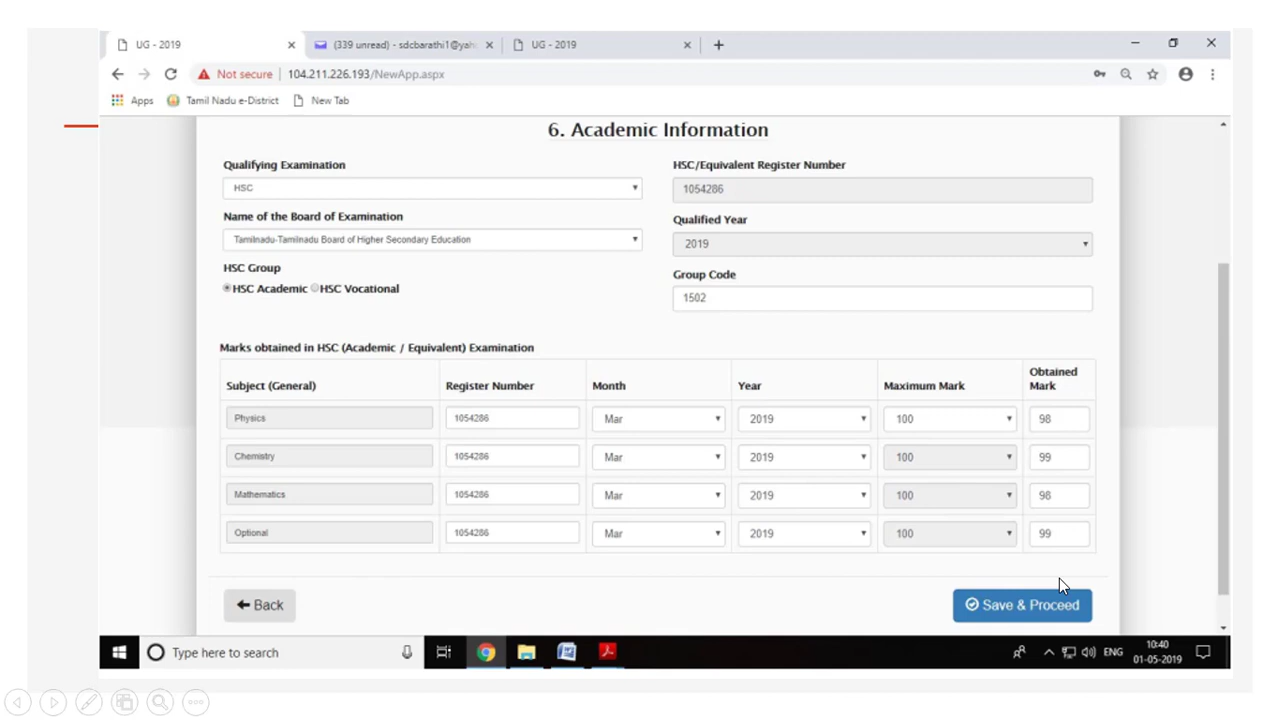 UG - 2019
(339 unread) - sdcbarathi1@yah
UG - 2019
Not secure
104.211.226.193/NewApp.aspx
Apps
Tamil Nadu e-District
New Tab
6. Academic Information
Qualifying Examination
HSC/Equivalent Register Number
HSC
1054286
Name of the Board of Examination
Qualified Year
Tamilnadu-Tamilnadu Board of Higher Secondary Education
2019
HSC Group
Group Code
HSC Academic HSC Vocational
1502
Marks obtained in HSC (Academic / Equivalent) Examination
Subject (General) Register Number Month Year Maximum Mark Obtained Mark
Physics 1054286 Mar 2019 100 98
Chemistry 1054286 Mar 2019 100 99
Mathematics 1054286 Mar 2019 100 98
Optional 1054286 Mar 2019 100 99
Back
Save & Proceed
Type here to search
ENG
10:40
01-05-2019